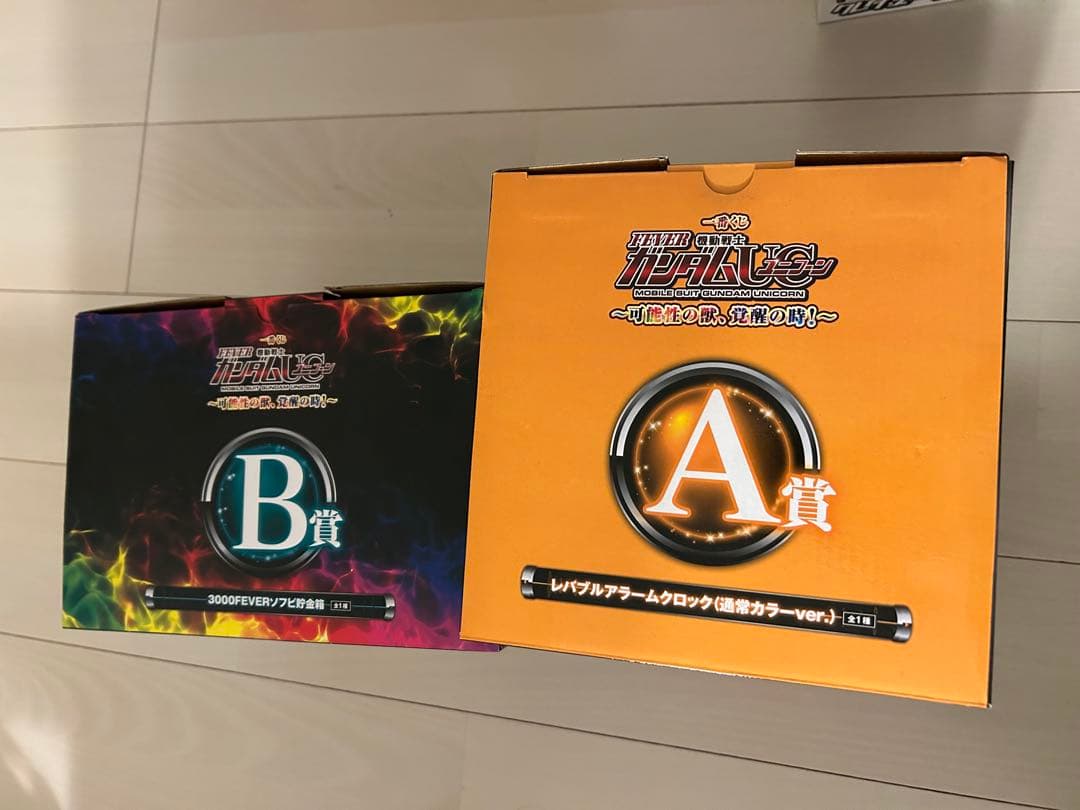 一番くじ
FEVER 機動戦士
ガンダムUC ユニコーン
MOBILE SUIT GUNDAM UNICORN
~可能性の獣、覚醒の時!~
B賞
3000FEVERソフビ貯金箱 全1種
一番くじ
FEVER 機動戦士
ガンダムUC ユニコーン
MOBILE SUIT GUNDAM UNICORN
~可能性の獣、覚醒の時!~
A賞
レバブルアラームクロック(通常カラーver.) 全1種